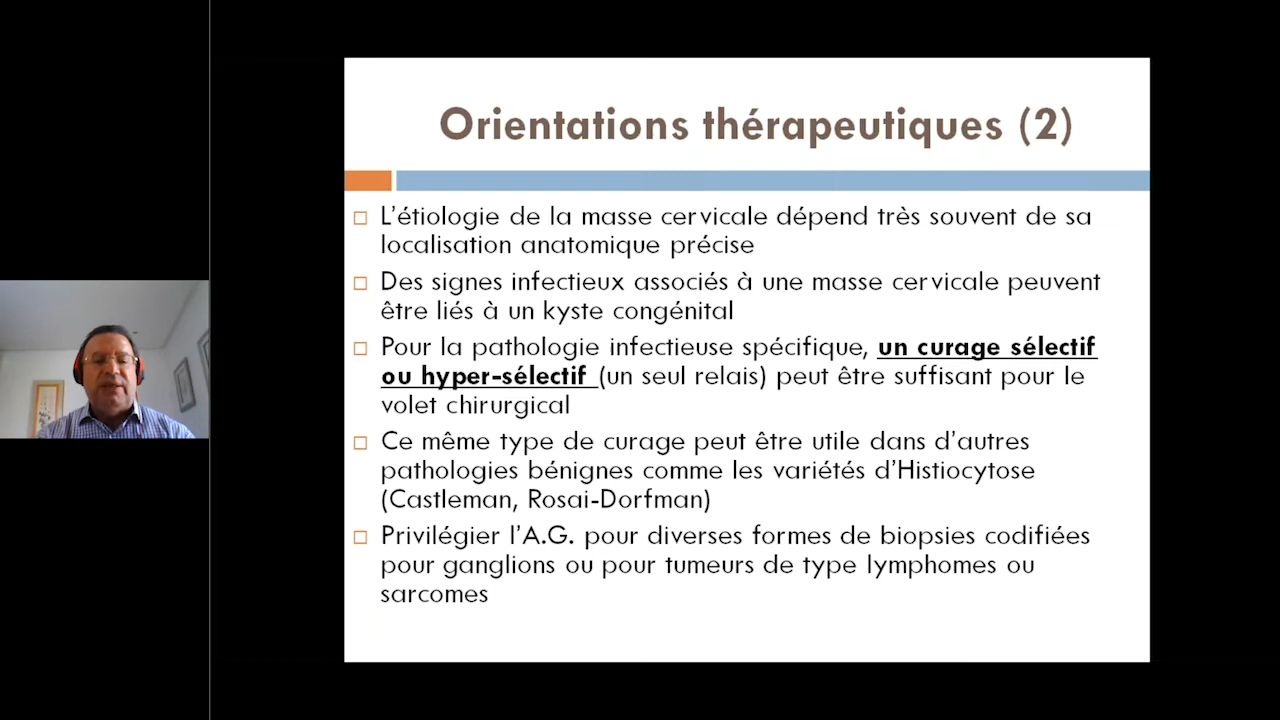 Orientations thérapeutiques (2)
L'étiologie de la masse cervicale dépend très souvent de sa
localisation anatomique précise
Des signes infectieux associés à une masse cervicale peuvent
être liés à un kyste congénital
Pour la pathologie infectieuse spécifique, un curage sélectif
ou hyper-sélectif (un seul relais) peut être suffisant pour le
volet chirurgical
Ce même type de curage peut être utile dans d'autres
pathologies bénignes comme les variétés d'Histiocytose
(Castleman, Rosai-Dorfman)
Privilégier l'A.G. pour diverses formes de biopsies codifiées
pour ganglions ou pour tumeurs de type lymphomes ou
sarcomes